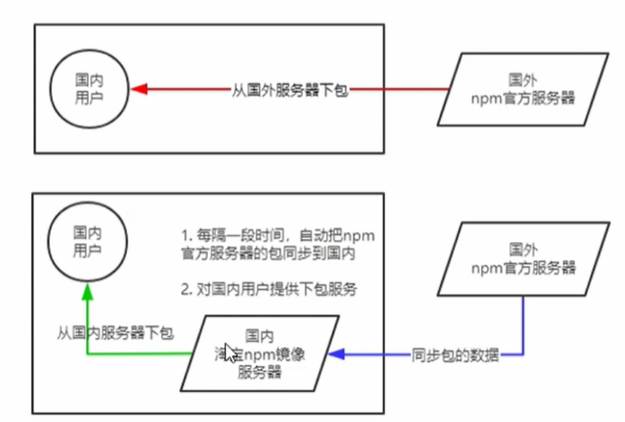 国内
用户
从国外服务器下包
国外
npm官方服务器
国内
用户
1. 每隔一段时间，自动把npm
官方服务器的包同步到国内
2. 对国内用户提供下包服务
国外
npm官方服务器
从国内服务器下包
国内
淘宝npm镜像
服务器
同步包的数据